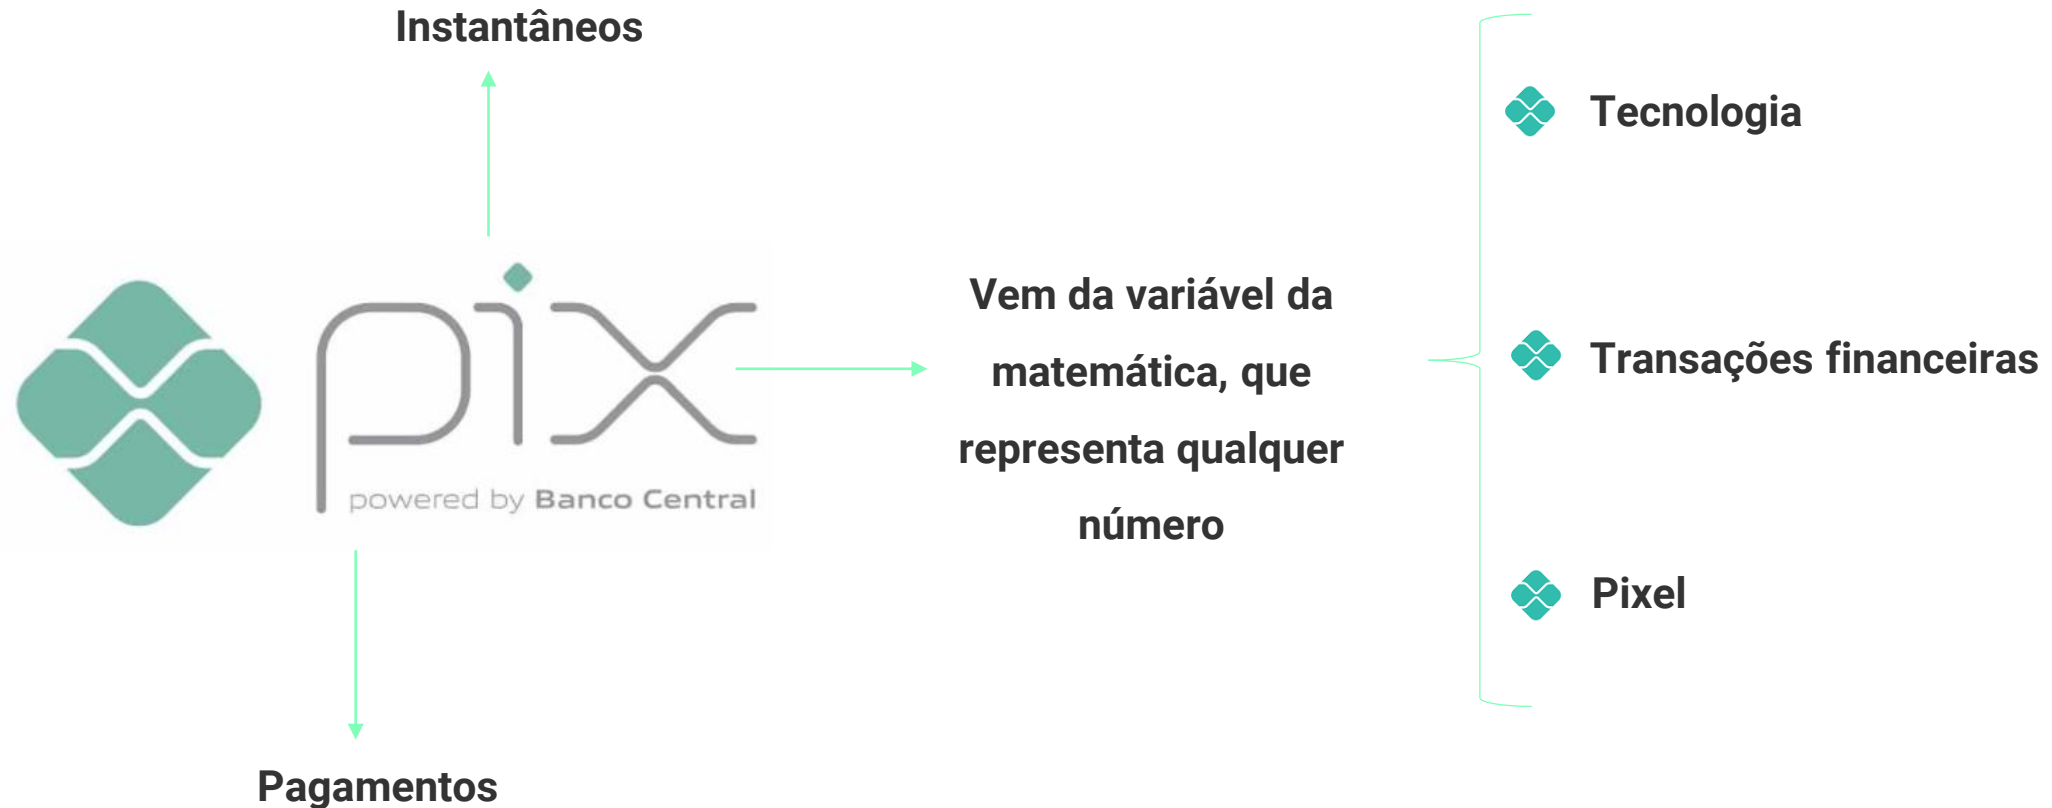 Instantâneos
Tecnologia
pix
powered by Banco Central
Vem da variável da
matemática, que
representa qualquer
número
Transações financeiras
Pixel
Pagamentos